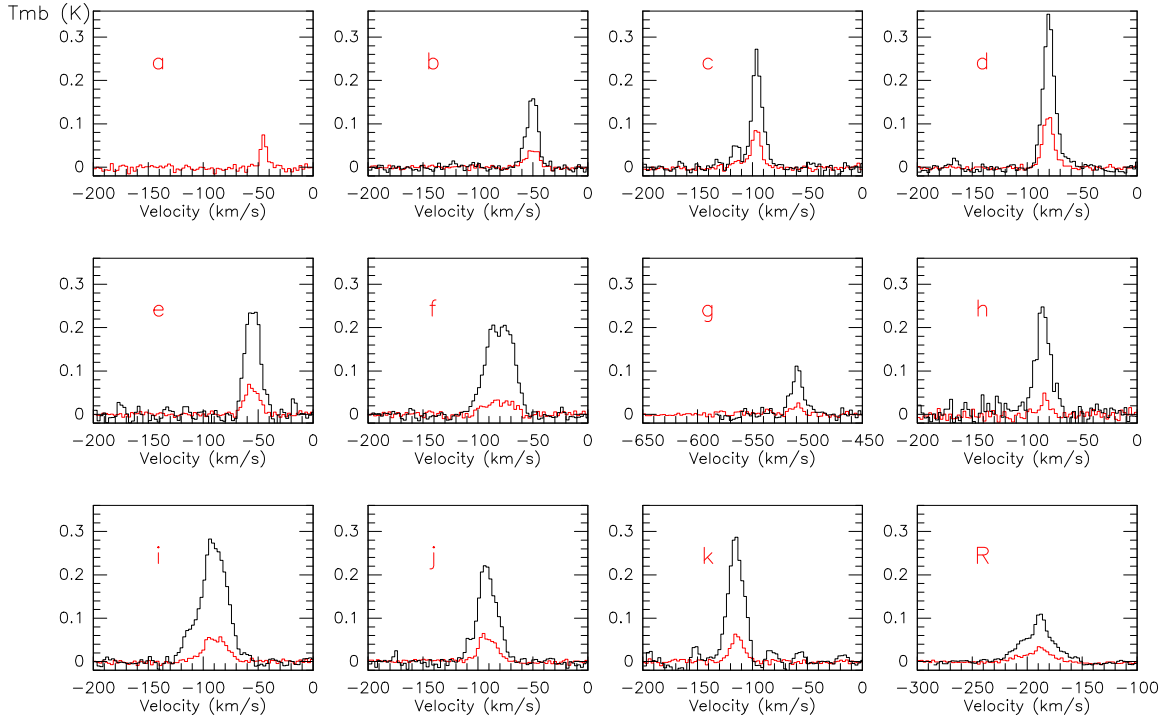 Tmb (K)
0.3 0.3 0.3 0.3
a b c d
0.2 0.2 0.2 0.2
0.1 0.1 0.1 0.1
0 0 0 0
−200 −150 −100 −50 0 −200 −150 −100 −50 0 −200 −150 −100 −50 0 −200 −150 −100 −50 0
Velocity (km/s) Velocity (km/s) Velocity (km/s) Velocity (km/s)
0.3 0.3 0.3 0.3
e f g h
0.2 0.2 0.2 0.2
0.1 0.1 0.1 0.1
0 0 0 0
−200 −150 −100 −50 0 −200 −150 −100 −50 0 −650 −600 −550 −500 −450 −200 −150 −100 −50 0
Velocity (km/s) Velocity (km/s) Velocity (km/s) Velocity (km/s)
0.3 0.3 0.3 0.3
i j k R
0.2 0.2 0.2 0.2
0.1 0.1 0.1 0.1
0 0 0 0
−200 −150 −100 −50 0 −200 −150 −100 −50 0 −200 −150 −100 −50 0 −300 −250 −200 −150 −100
Velocity (km/s) Velocity (km/s) Velocity (km/s) Velocity (km/s)